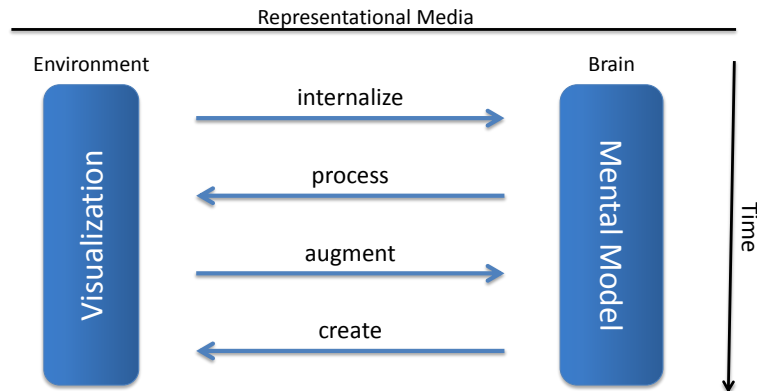 Representational Media
Environment
Brain
internalize
process
augment
create
Visualization
Mental Model
Time